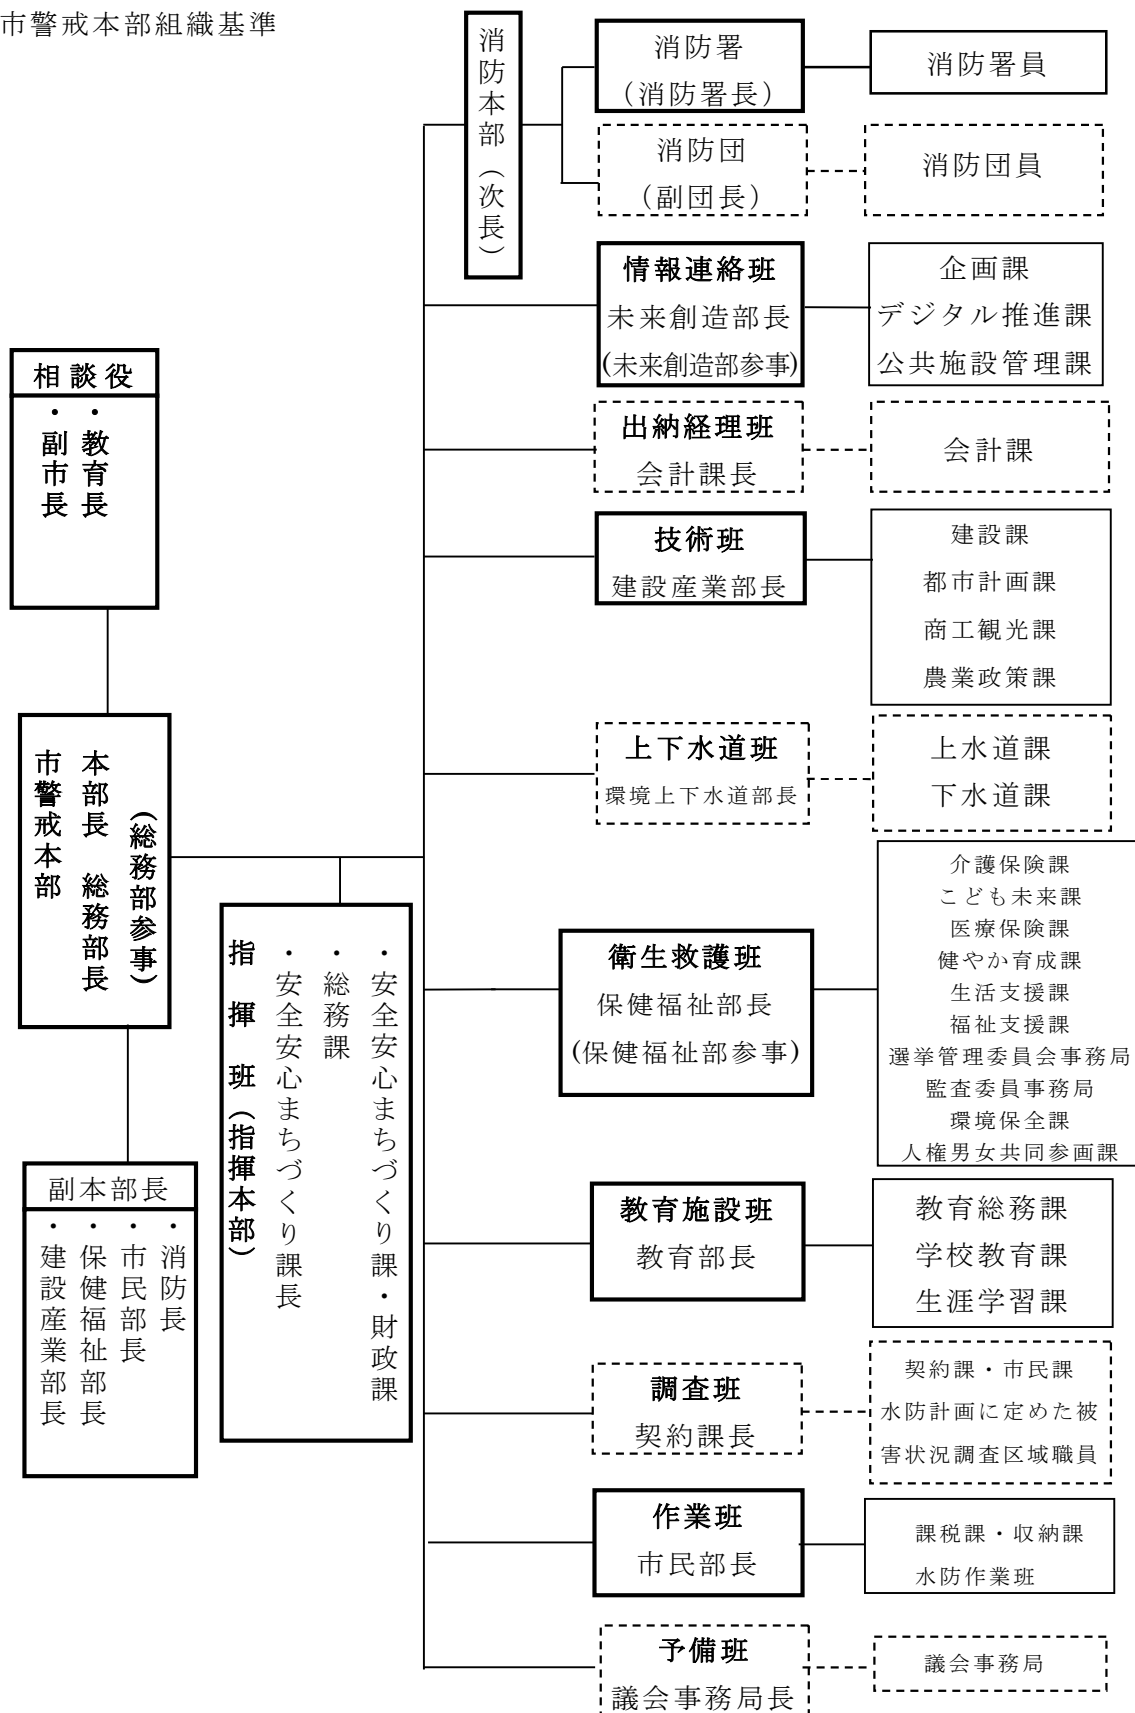 市警戒本部組織基準
相談役
・教育長
・副市長
市警戒本部
本部長　総務部長
（総務部参事）
副本部長
・消防長
・市民部長
・保健福祉部長
・建設産業部長
指揮班（指揮本部）
・安全安心まちづくり課長
・総務課
・安全安心まちづくり課・財政課
消防本部（次長）
消防署
（消防署長）
消防署員
消防団
（副団長）
消防団員
情報連絡班
未来創造部長
(未来創造部参事)
企画課
デジタル推進課
公共施設管理課
出納経理班
会計課長
会計課
技術班
建設産業部長
建設課
都市計画課
商工観光課
農業政策課
上下水道班
環境上下水道部長
上水道課
下水道課
衛生救護班
保健福祉部長
(保健福祉部参事)
介護保険課
こども未来課
医療保険課
健やか育成課
生活支援課
福祉支援課
選挙管理委員会事務局
監査委員事務局
環境保全課
人権男女共同参画課
教育施設班
教育部長
教育総務課
学校教育課
生涯学習課
調査班
契約課長
契約課・市民課
水防計画に定めた被
害状況調査区域職員
作業班
市民部長
課税課・収納課
水防作業班
予備班
議会事務局長
議会事務局